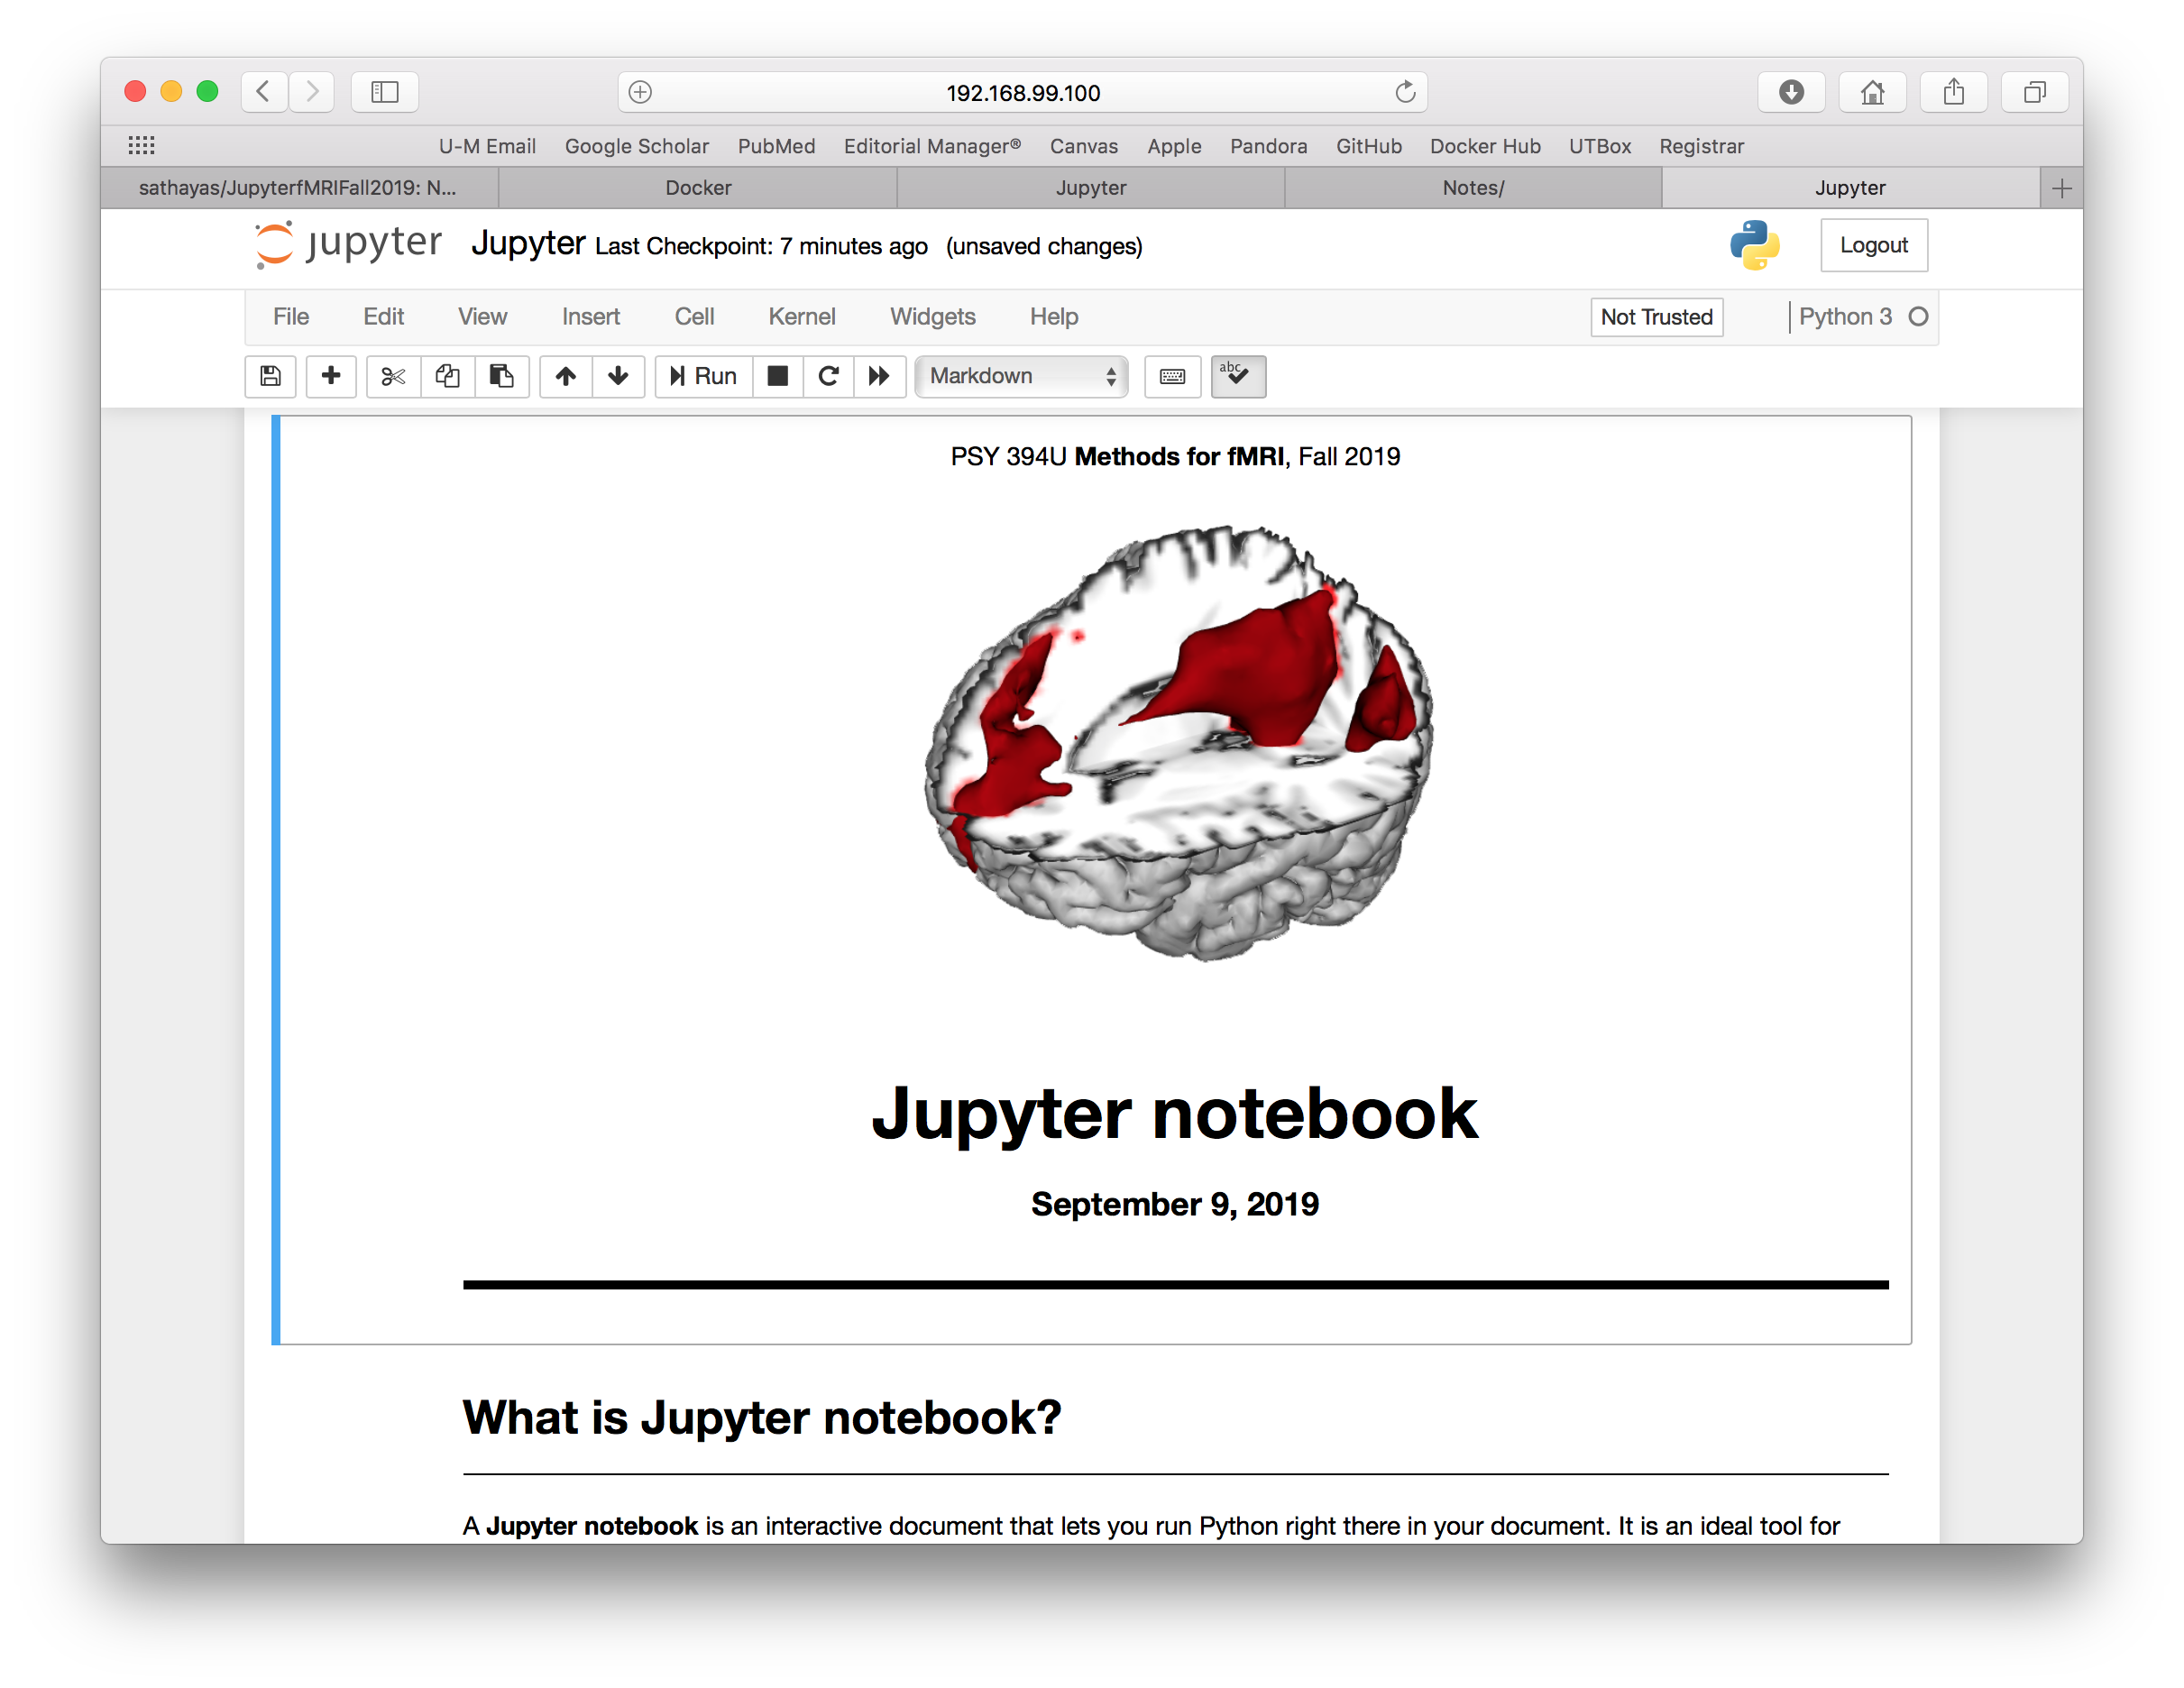 192.168.99.100
U-M Email Google Scholar PubMed Editorial Manager® Canvas Apple Pandora GitHub Docker Hub UTBox Registrar
sathayas/JupyterfMRIFall2019: N... Docker Jupyter Notes/ Jupyter
jupyter Jupyter Last Checkpoint: 7 minutes ago (unsaved changes) Logout
File Edit View Insert Cell Kernel Widgets Help Not Trusted Python 3
Run Markdown abc
PSY 394U Methods for fMRI, Fall 2019
Jupyter notebook
September 9, 2019
What is Jupyter notebook?
A Jupyter notebook is an interactive document that lets you run Python right there in your document. It is an ideal tool for